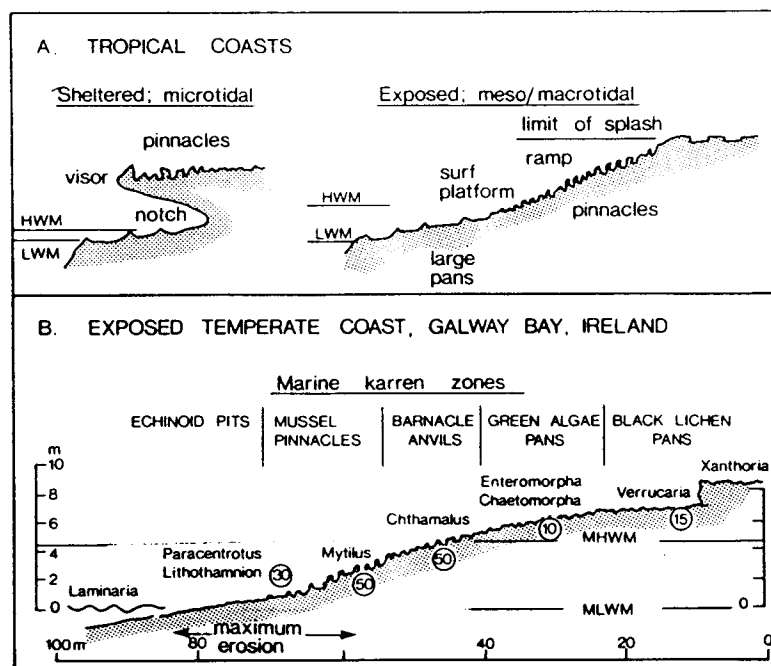 A. TROPICAL COASTS
Sheltered; microtidal
pinnacles
visor
notch
HWM
LWM
Exposed; meso/macrotidal
limit of splash
ramp
surf
platform
HWM
pinnacles
LWM
large
pans
B. EXPOSED TEMPERATE COAST, GALWAY BAY, IRELAND
Marine karren zones
ECHINOID PITS
MUSSEL
PINNACLES
BARNACLE
ANVILS
GREEN ALGAE
PANS
BLACK LICHEN
PANS
m
10
8
6
4
2
0
Xanthoria
Enteromorpha
Chaetomorpha
Verrucaria
Chthamalus
10
15
MHWM
Paracentrotus
Lithothamnion
30
Mytilus
50
50
Laminaria
MLWM
0
maximum
erosion
100 m
80
60
40
20
0